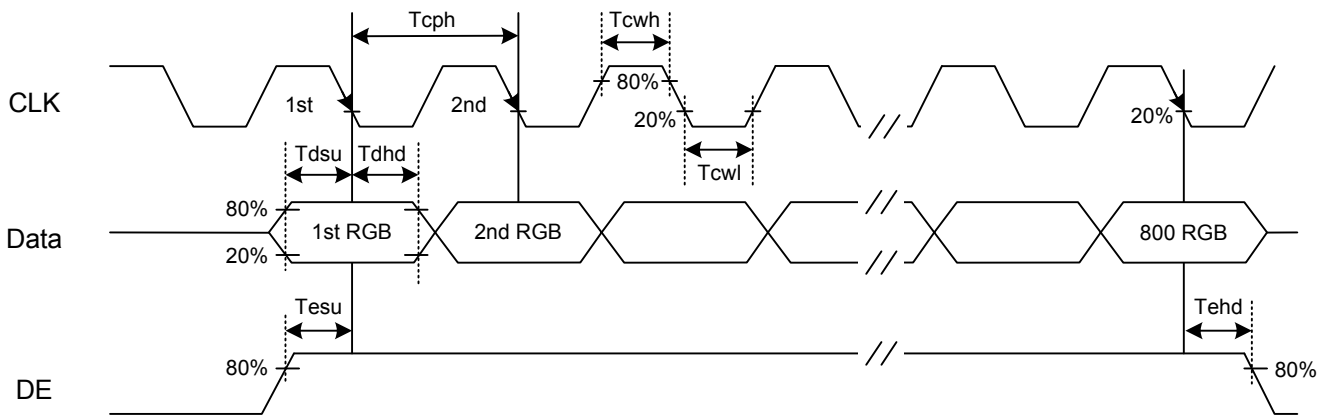 Tcph
Tcwh
CLK
1st
2nd
80%
20%
20%
Tcwl
Tdsu
Tdhd
80%
Data
1st RGB
2nd RGB
800 RGB
20%
Tesu
Tehd
80%
80%
DE